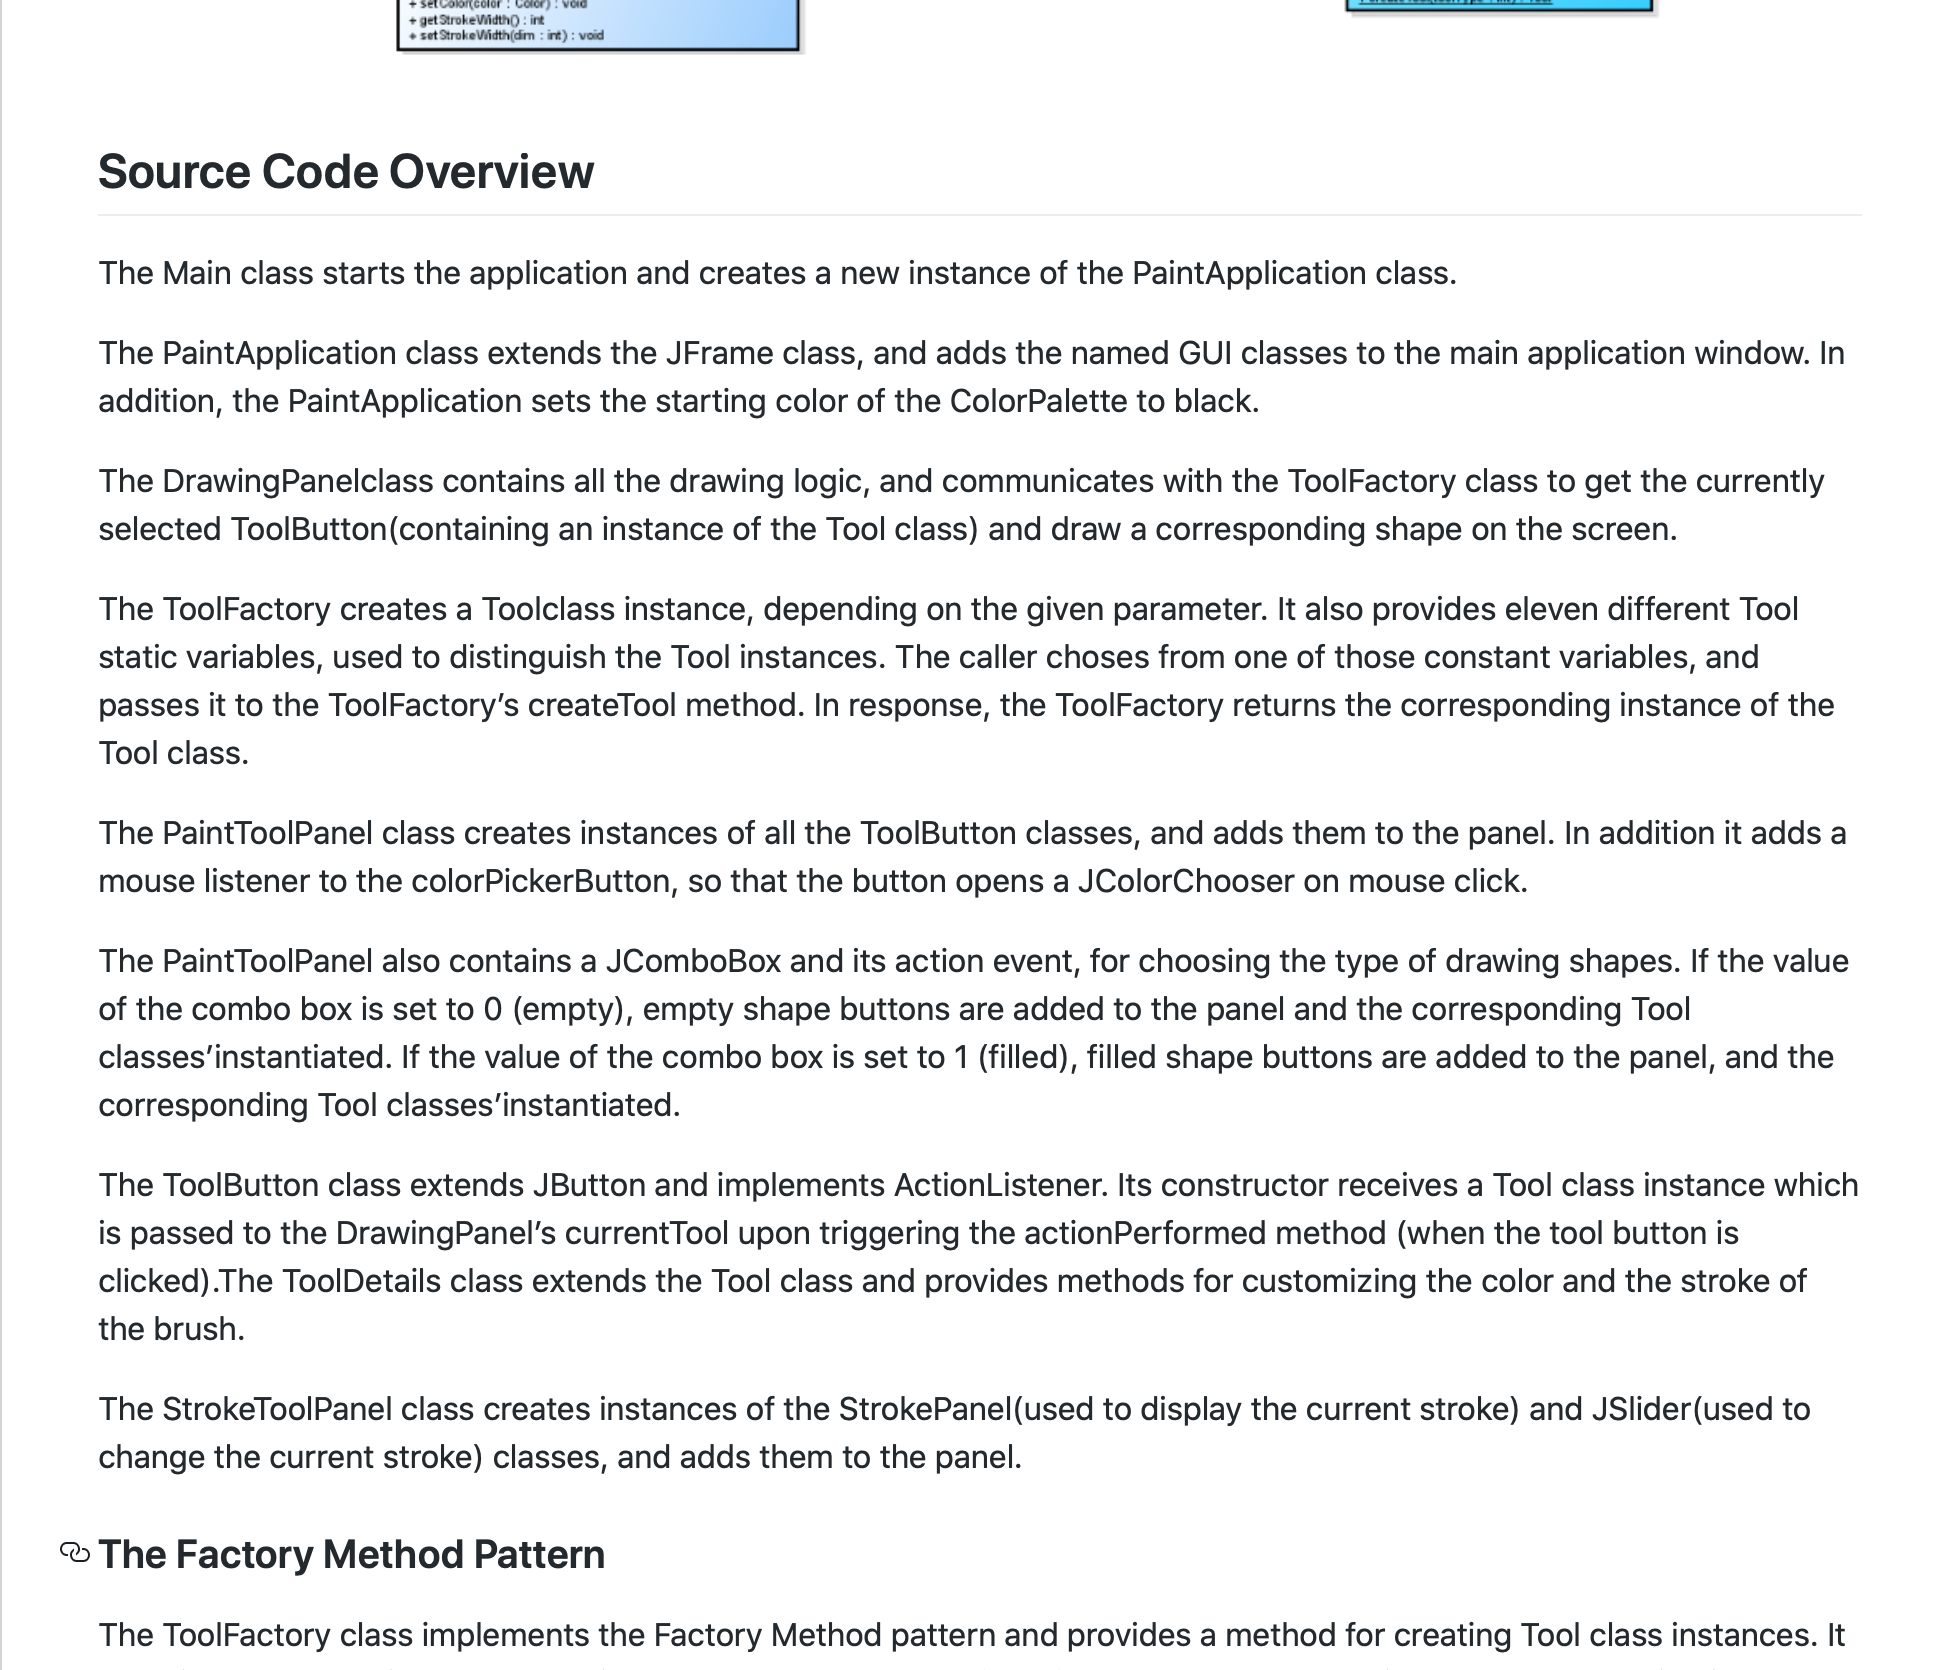 + setColor(color : Color) : void
+ getStrokeWidth() : int
+ setStrokeWidth(dim : int) : void
Source Code Overview
The Main class starts the application and creates a new instance of the PaintApplication class.
The PaintApplication class extends the JFrame class, and adds the named GUI classes to the main application window. In
addition, the PaintApplication sets the starting color of the ColorPalette to black.
The DrawingPanelclass contains all the drawing logic, and communicates with the ToolFactory class to get the currently
selected ToolButton(containing an instance of the Tool class) and draw a corresponding shape on the screen.
The ToolFactory creates a Toolclass instance, depending on the given parameter. It also provides eleven different Tool
static variables, used to distinguish the Tool instances. The caller choses from one of those constant variables, and
passes it to the ToolFactory’s createTool method. In response, the ToolFactory returns the corresponding instance of the
Tool class.
The PaintToolPanel class creates instances of all the ToolButton classes, and adds them to the panel. In addition it adds a
mouse listener to the colorPickerButton, so that the button opens a JColorChooser on mouse click.
The PaintToolPanel also contains a JComboBox and its action event, for choosing the type of drawing shapes. If the value
of the combo box is set to 0 (empty), empty shape buttons are added to the panel and the corresponding Tool
classes’instantiated. If the value of the combo box is set to 1 (filled), filled shape buttons are added to the panel, and the
corresponding Tool classes’instantiated.
The ToolButton class extends JButton and implements ActionListener. Its constructor receives a Tool class instance which
is passed to the DrawingPanel’s currentTool upon triggering the actionPerformed method (when the tool button is
clicked).The ToolDetails class extends the Tool class and provides methods for customizing the color and the stroke of
the brush.
The StrokeToolPanel class creates instances of the StrokePanel(used to display the current stroke) and JSlider(used to
change the current stroke) classes, and adds them to the panel.
The Factory Method Pattern
The ToolFactory class implements the Factory Method pattern and provides a method for creating Tool class instances. It